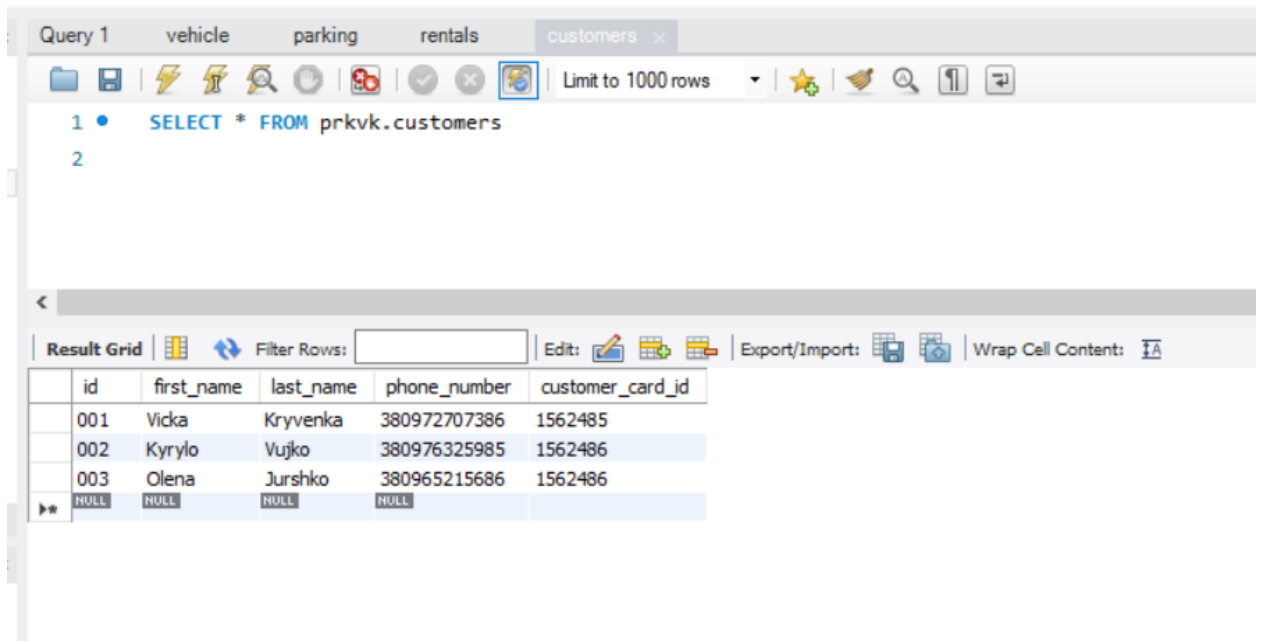 Query 1 vehicle parking rentals customers
Limit to 1000 rows
1 SELECT * FROM prkvk.customers
2
Result Grid Filter Rows: Edit: Export/Import: Wrap Cell Content:
id first_name last_name phone_number customer_card_id
001 Vicka Kryvenka 380972707386 1562485
002 Kyrylo Vujko 380976325985 1562486
003 Olena Jurshko 380965215686 1562486
NULL NULL NULL NULL